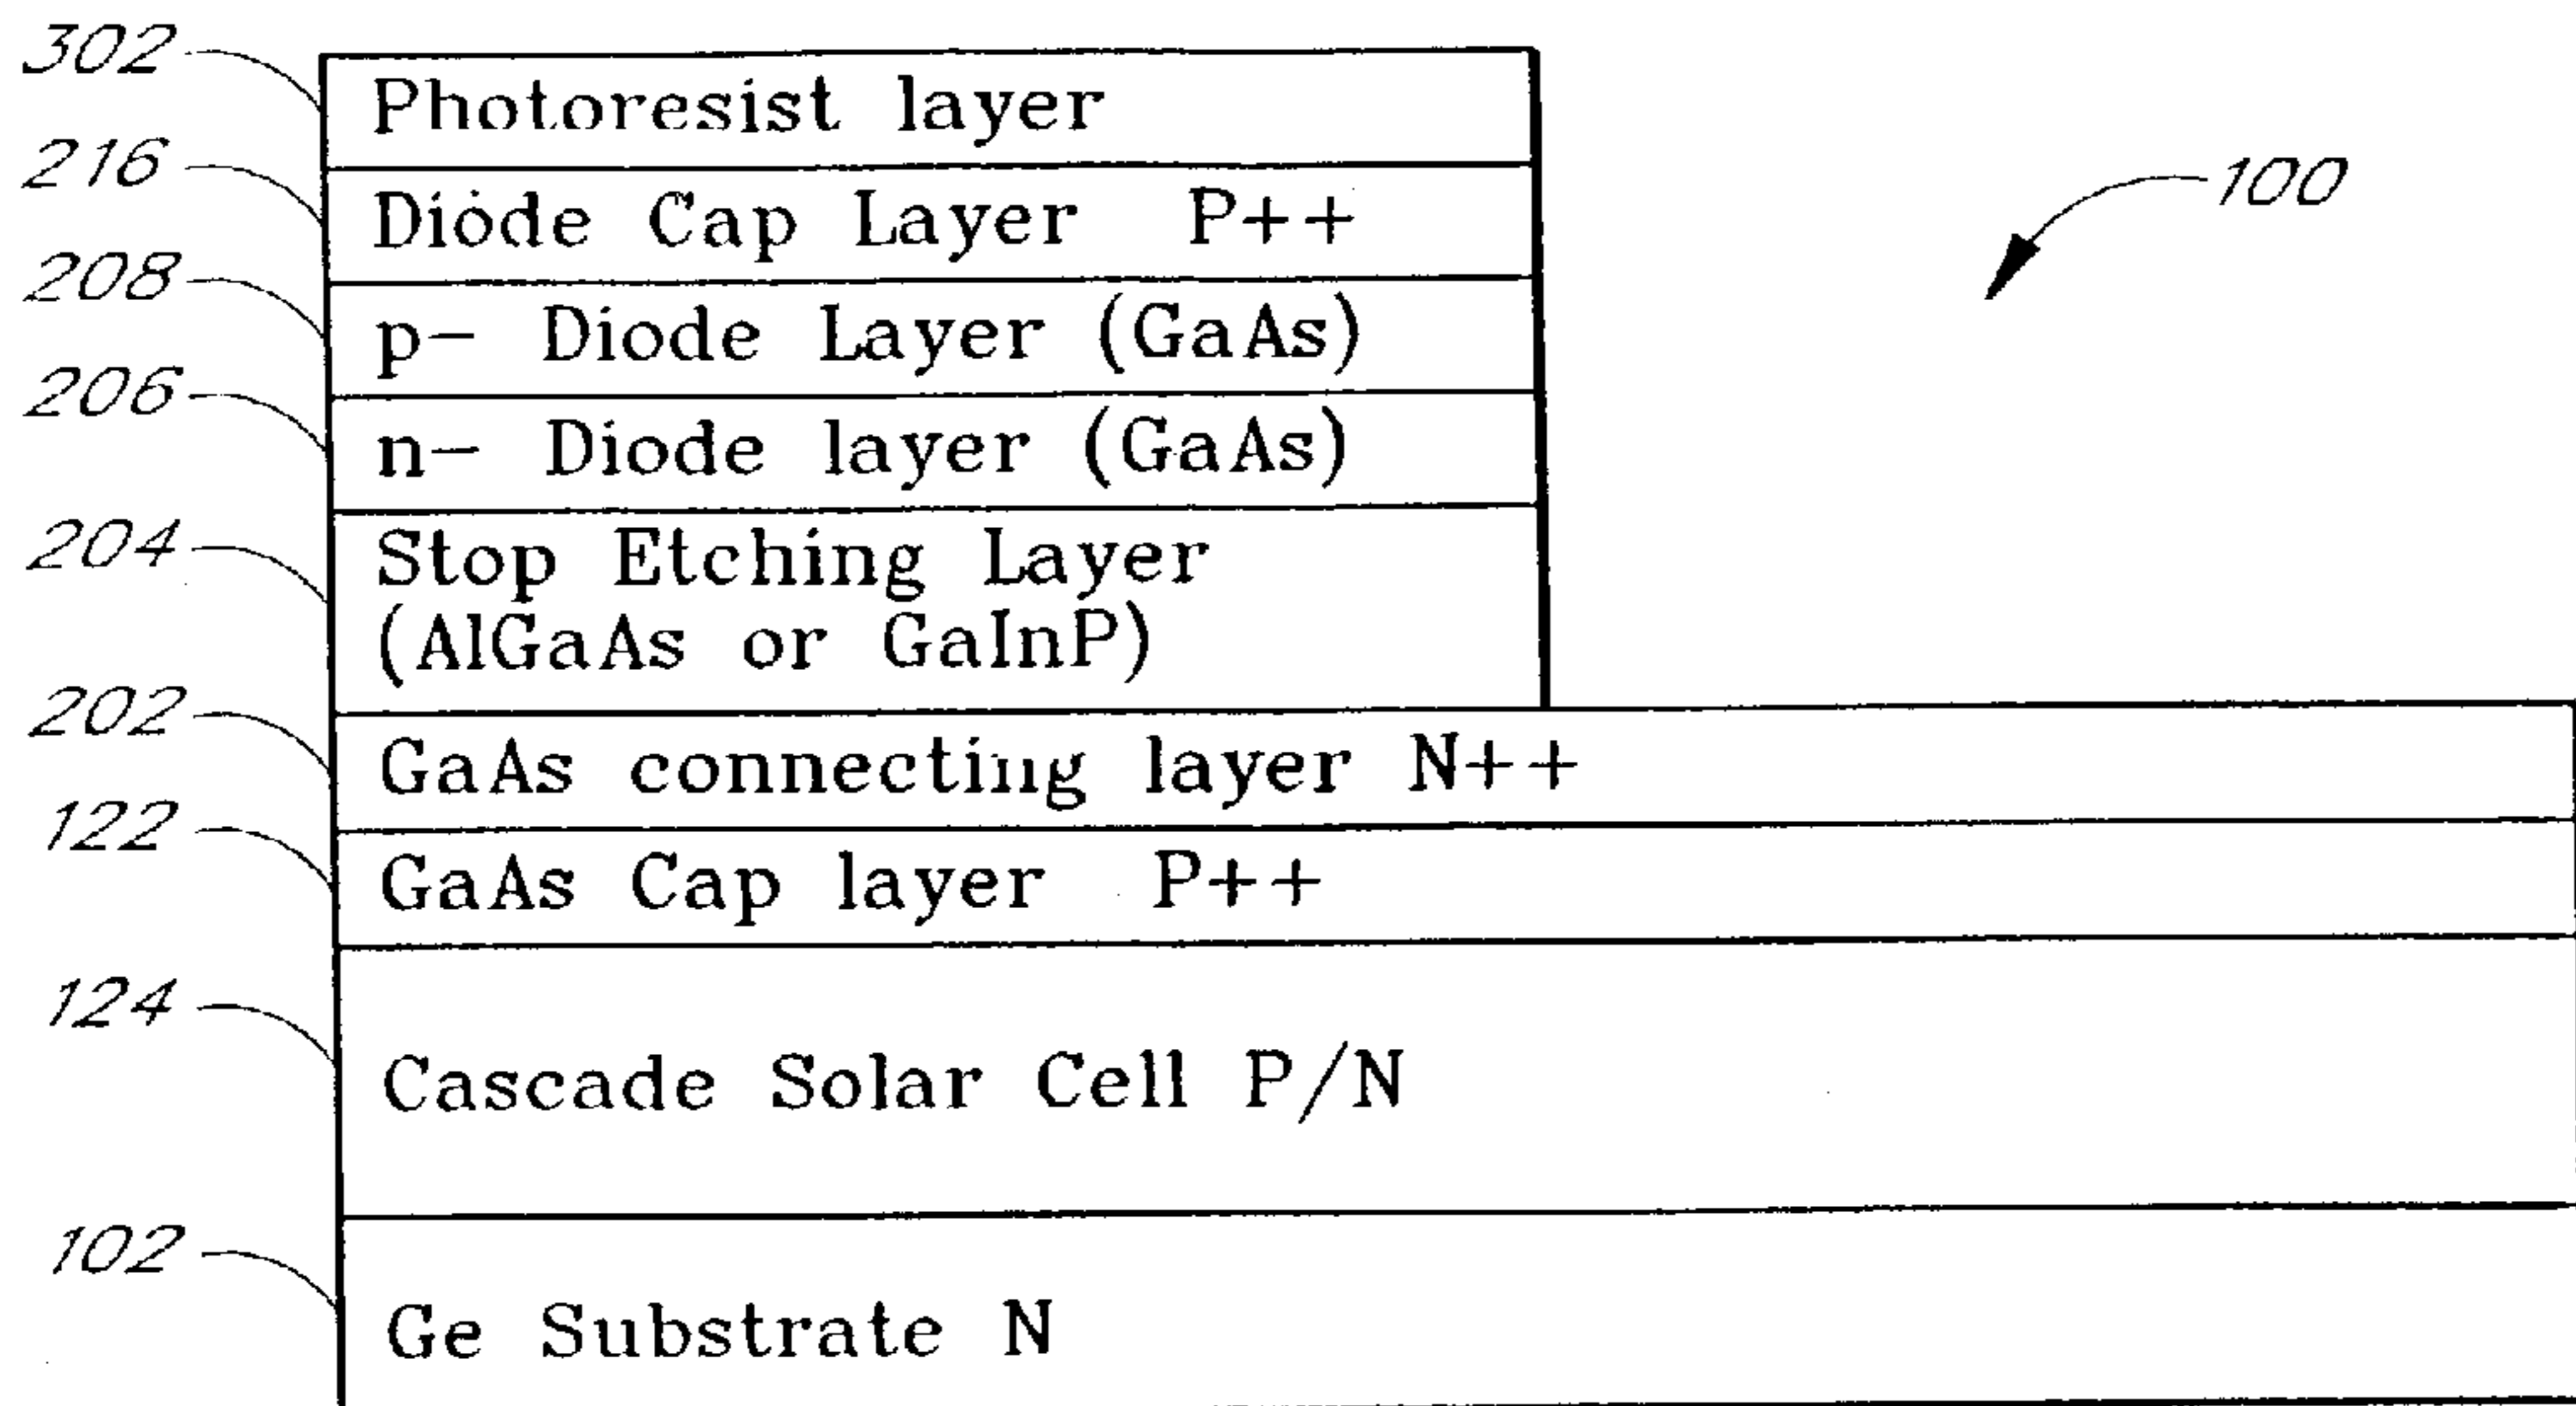 302
Photoresist layer
216
Diode Cap Layer P++
100
208
p- Diode Layer (GaAs)
206
n- Diode layer (GaAs)
204
Stop Etching Layer
(AlGaAs or GaInP)
202
GaAs connecting layer N++
122
GaAs Cap layer P++
124
Cascade Solar Cell P/N
102
Ge Substrate N